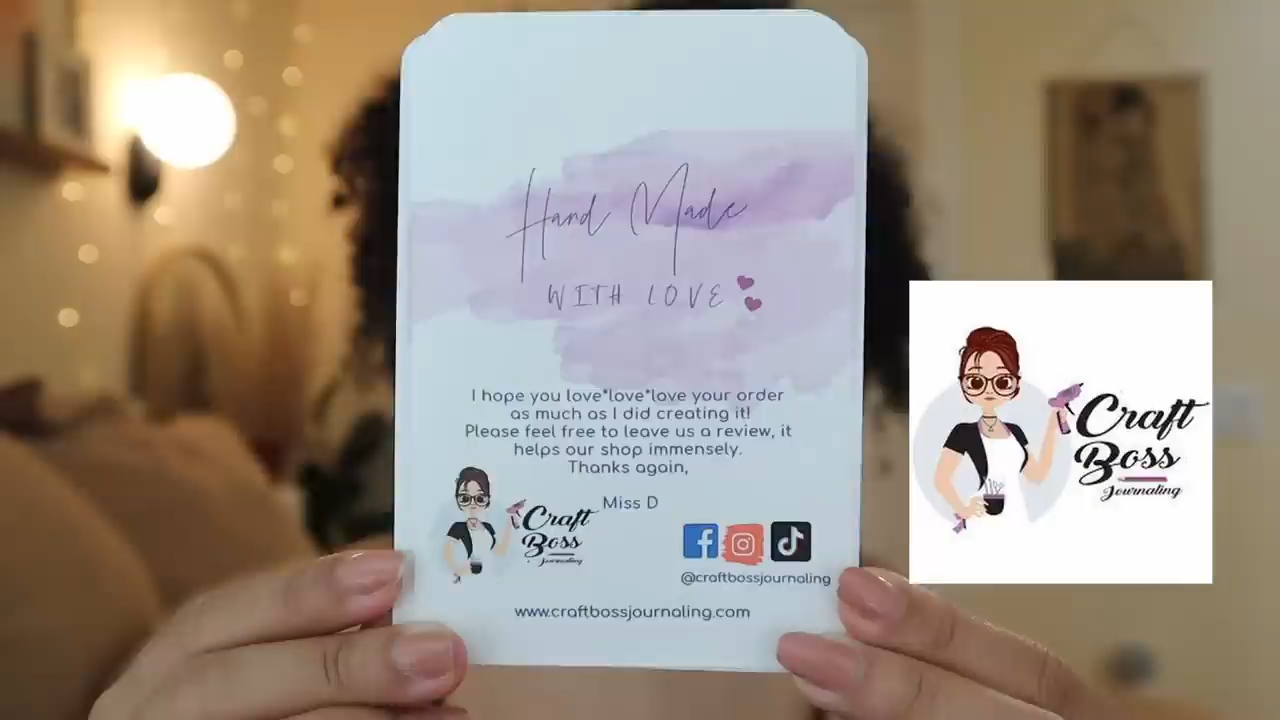 Hand Made
WITH LOVE
I hope you love*love*love your order
as much as I did creating it!
Please feel free to leave us a review, it
helps our shop immensely.
Thanks again,
Miss D
Craft
Boss
Journaling
@craftbossjournaling
www.craftbossjournaling.com
Craft
Boss
Journaling